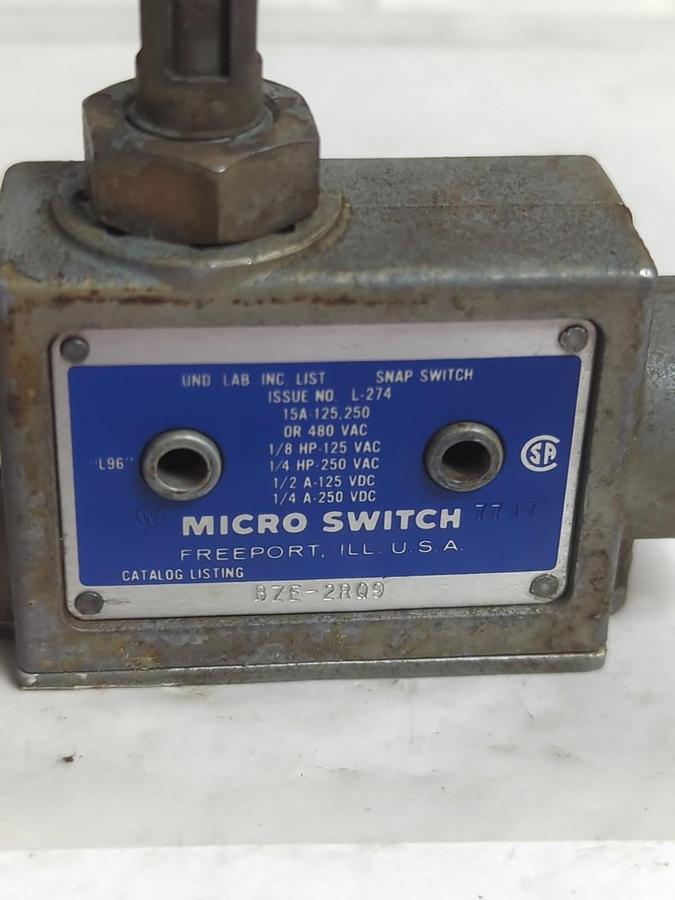 UND LAB INC LIST SNAP SWITCH
ISSUE NO. L-274
15A-125,250
OR 480 VAC
1/8 HP-125 VAC
1/4 HP-250 VAC
1/2 A-125 VDC
1/4 A-250 VDC
"L96"
SA
W
MICRO SWITCH 7717
FREEPORT, ILL. U.S.A.
CATALOG LISTING
BZE-2RQ9